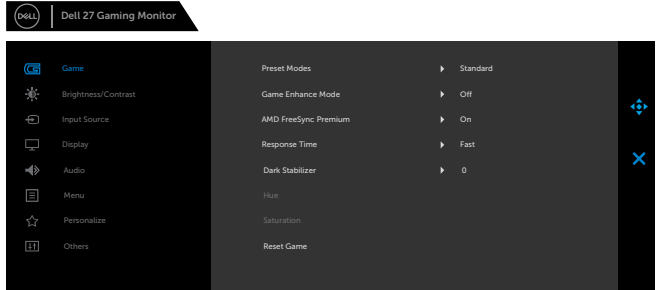 DELL
Dell 27 Gaming Monitor
Game
Preset Modes
Standard
Brightness/Contrast
Game Enhance Mode
Off
Input Source
AMD FreeSync Premium
On
Display
Response Time
Fast
Audio
Dark Stabilizer
0
Menu
Hue
Personalize
Saturation
Others
Reset Game